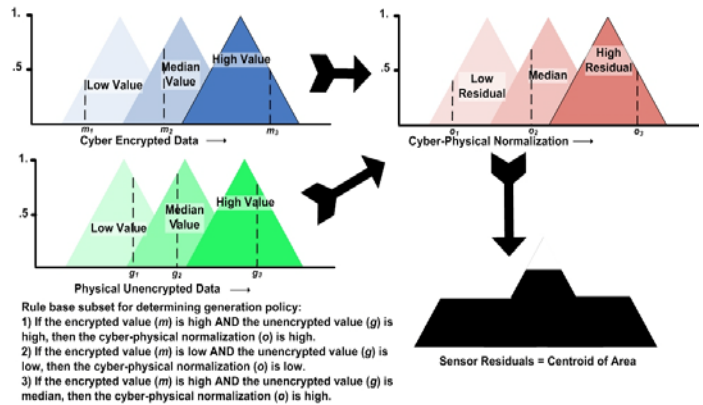 1.
.5
Low Value
Median
Value
High Value
m₁
m₂
m₃
Cyber Encrypted Data
1.
.5
Low
Residual
Median
High
Residual
o₁
o₂
o₃
Cyber-Physical Normalization
1.
.5
Low Value
Median
Value
High Value
g₁
g₂
g₃
Physical Unencrypted Data
Rule base subset for determining generation policy:
1) If the encrypted value (m) is high AND the unencrypted value (g) is
high, then the cyber-physical normalization (o) is high.
2) If the encrypted value (m) is low AND the unencrypted value (g) is
low, then the cyber-physical normalization (o) is low.
3) If the encrypted value (m) is high AND the unencrypted value (g) is
median, then the cyber-physical normalization (o) is high.
Sensor Residuals = Centroid of Area